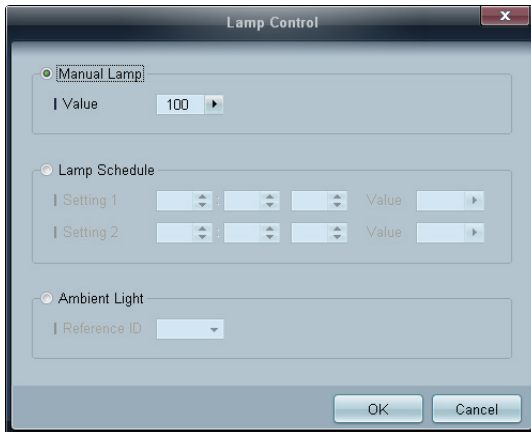 Lamp Control
Manual Lamp
Value 100
Lamp Schedule
Setting 1 : Value
Setting 2 : Value
Ambient Light
Reference ID
OK Cancel